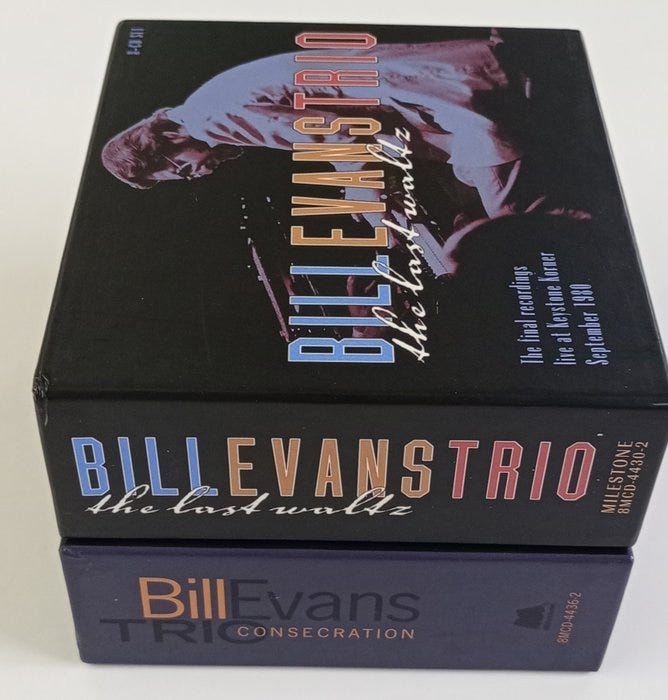 8-CD SET
BILL EVANS TRIO
the last waltz
The final recordings
live at Keystone Korner
September 1980
BILL EVANS TRIO
the last waltz
MILESTONE
8MCD-4430-2
Bill Evans
TRIO
CONSECRATION
8MCD-4436-2